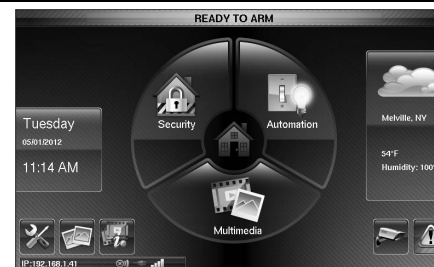 READY TO ARM
Tuesday
05/01/2012
11:14 AM
Security
Automation
Multimedia
Melville, NY
54°F
Humidity: 100%
IP:192.168.1.41